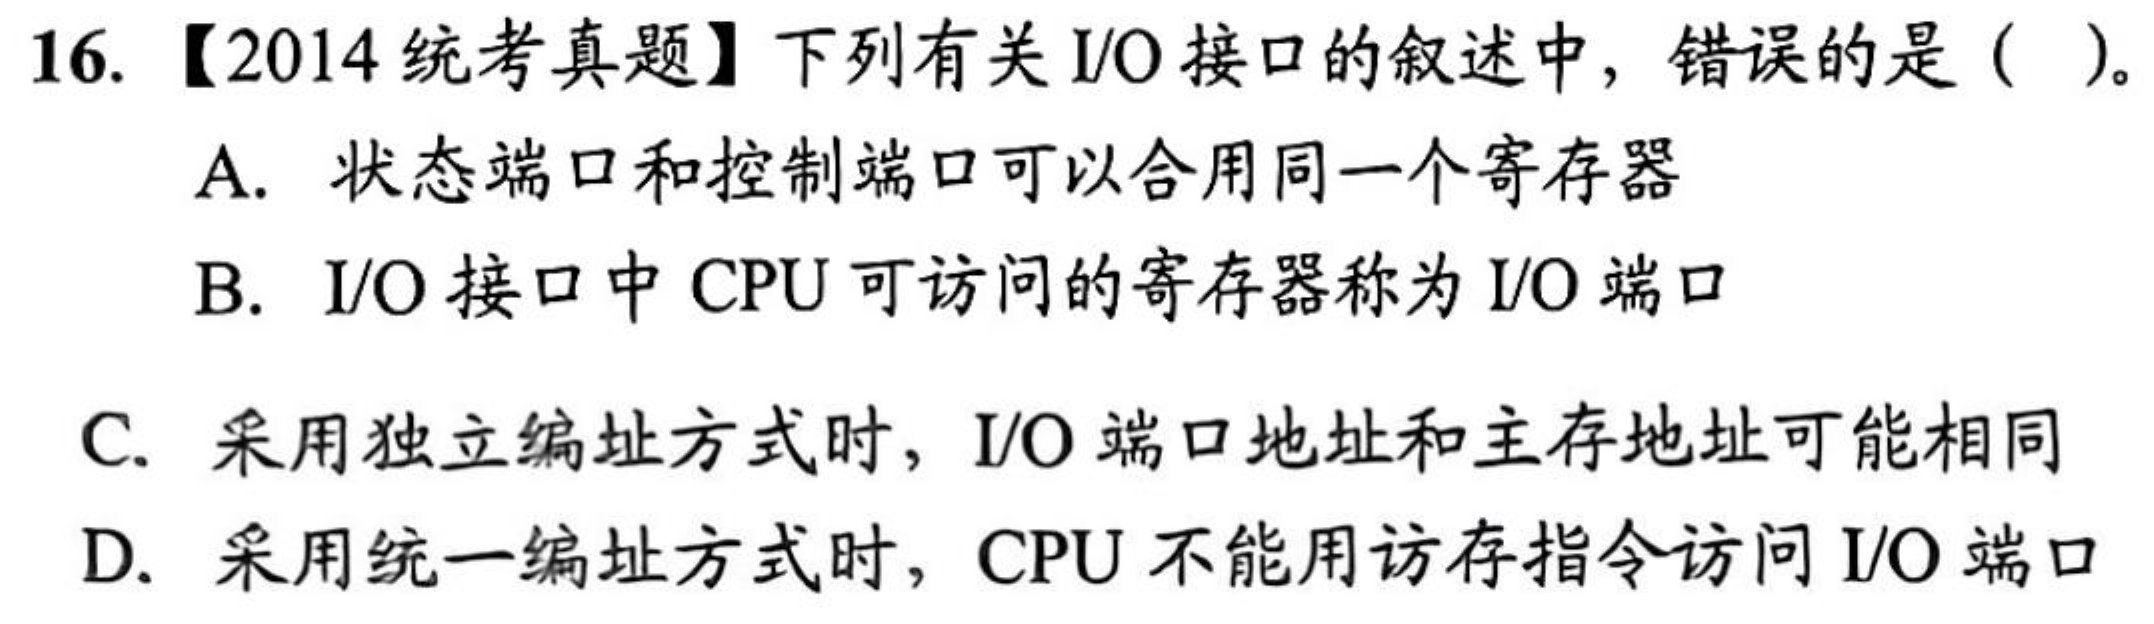 16. 【2014 统考真题】下列有关 I/O 接口的叙述中，错误的是（ ）。
A. 状态端口和控制端口可以合用同一个寄存器
B. I/O 接口中 CPU 可访问的寄存器称为 I/O 端口
C. 采用独立编址方式时，I/O 端口地址和主存地址可能相同
D. 采用统一编址方式时，CPU 不能用访存指令访问 I/O 端口